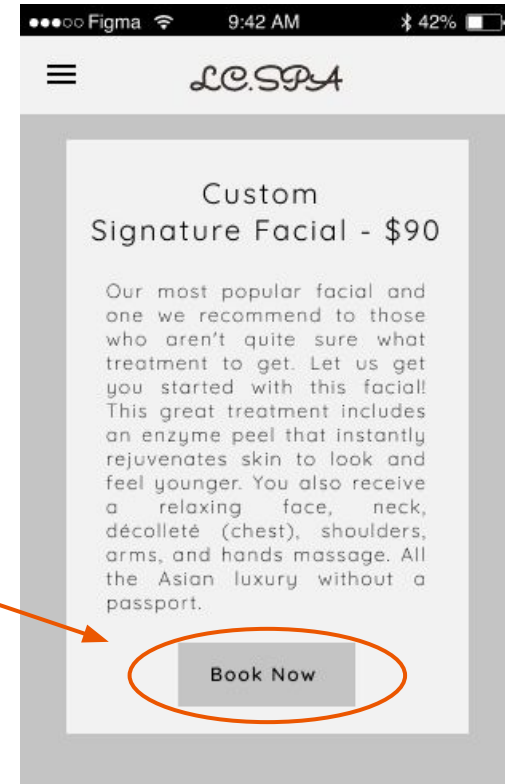 Figma 9:42 AM 42%
LC.SPA
Custom
Signature Facial - $90
Our most popular facial and
one we recommend to those
who aren't quite sure what
treatment to get. Let us get
you started with this facial!
This great treatment includes
an enzyme peel that instantly
rejuvenates skin to look and
feel younger. You also receive
a relaxing face, neck,
décolleté (chest), shoulders,
arms, and hands massage. All
the Asian luxury without a
passport.
Book Now